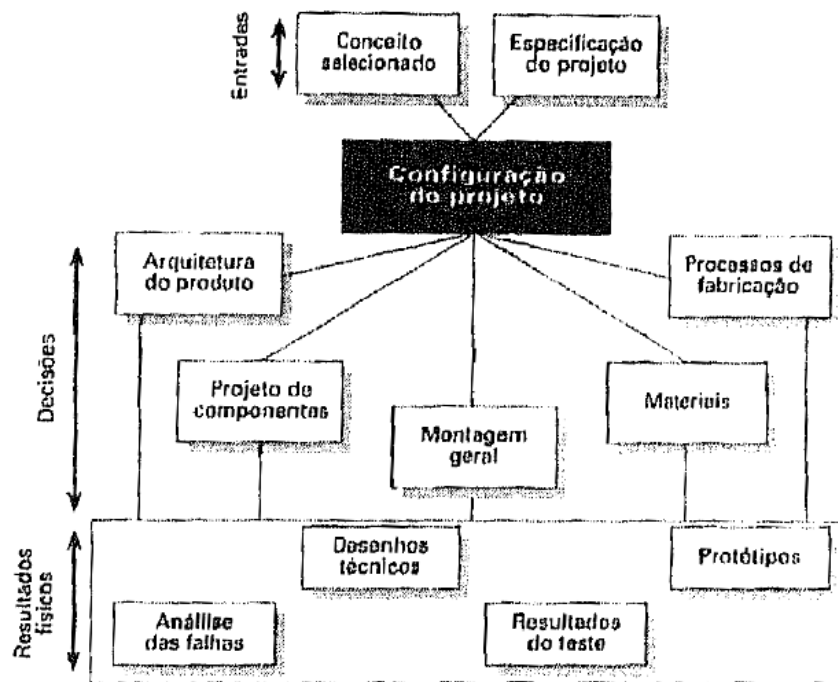 Entradas
Conceito
selecionado
Especificação
do projeto
Configuração
do projeto
Decisões
Arquitetura
do produto
Processos de
fabricação
Projeto de
componentes
Materiais
Montagem
geral
Resultados
físicos
Desenhos
técnicos
Protótipos
Análise
das falhas
Resultados
do teste